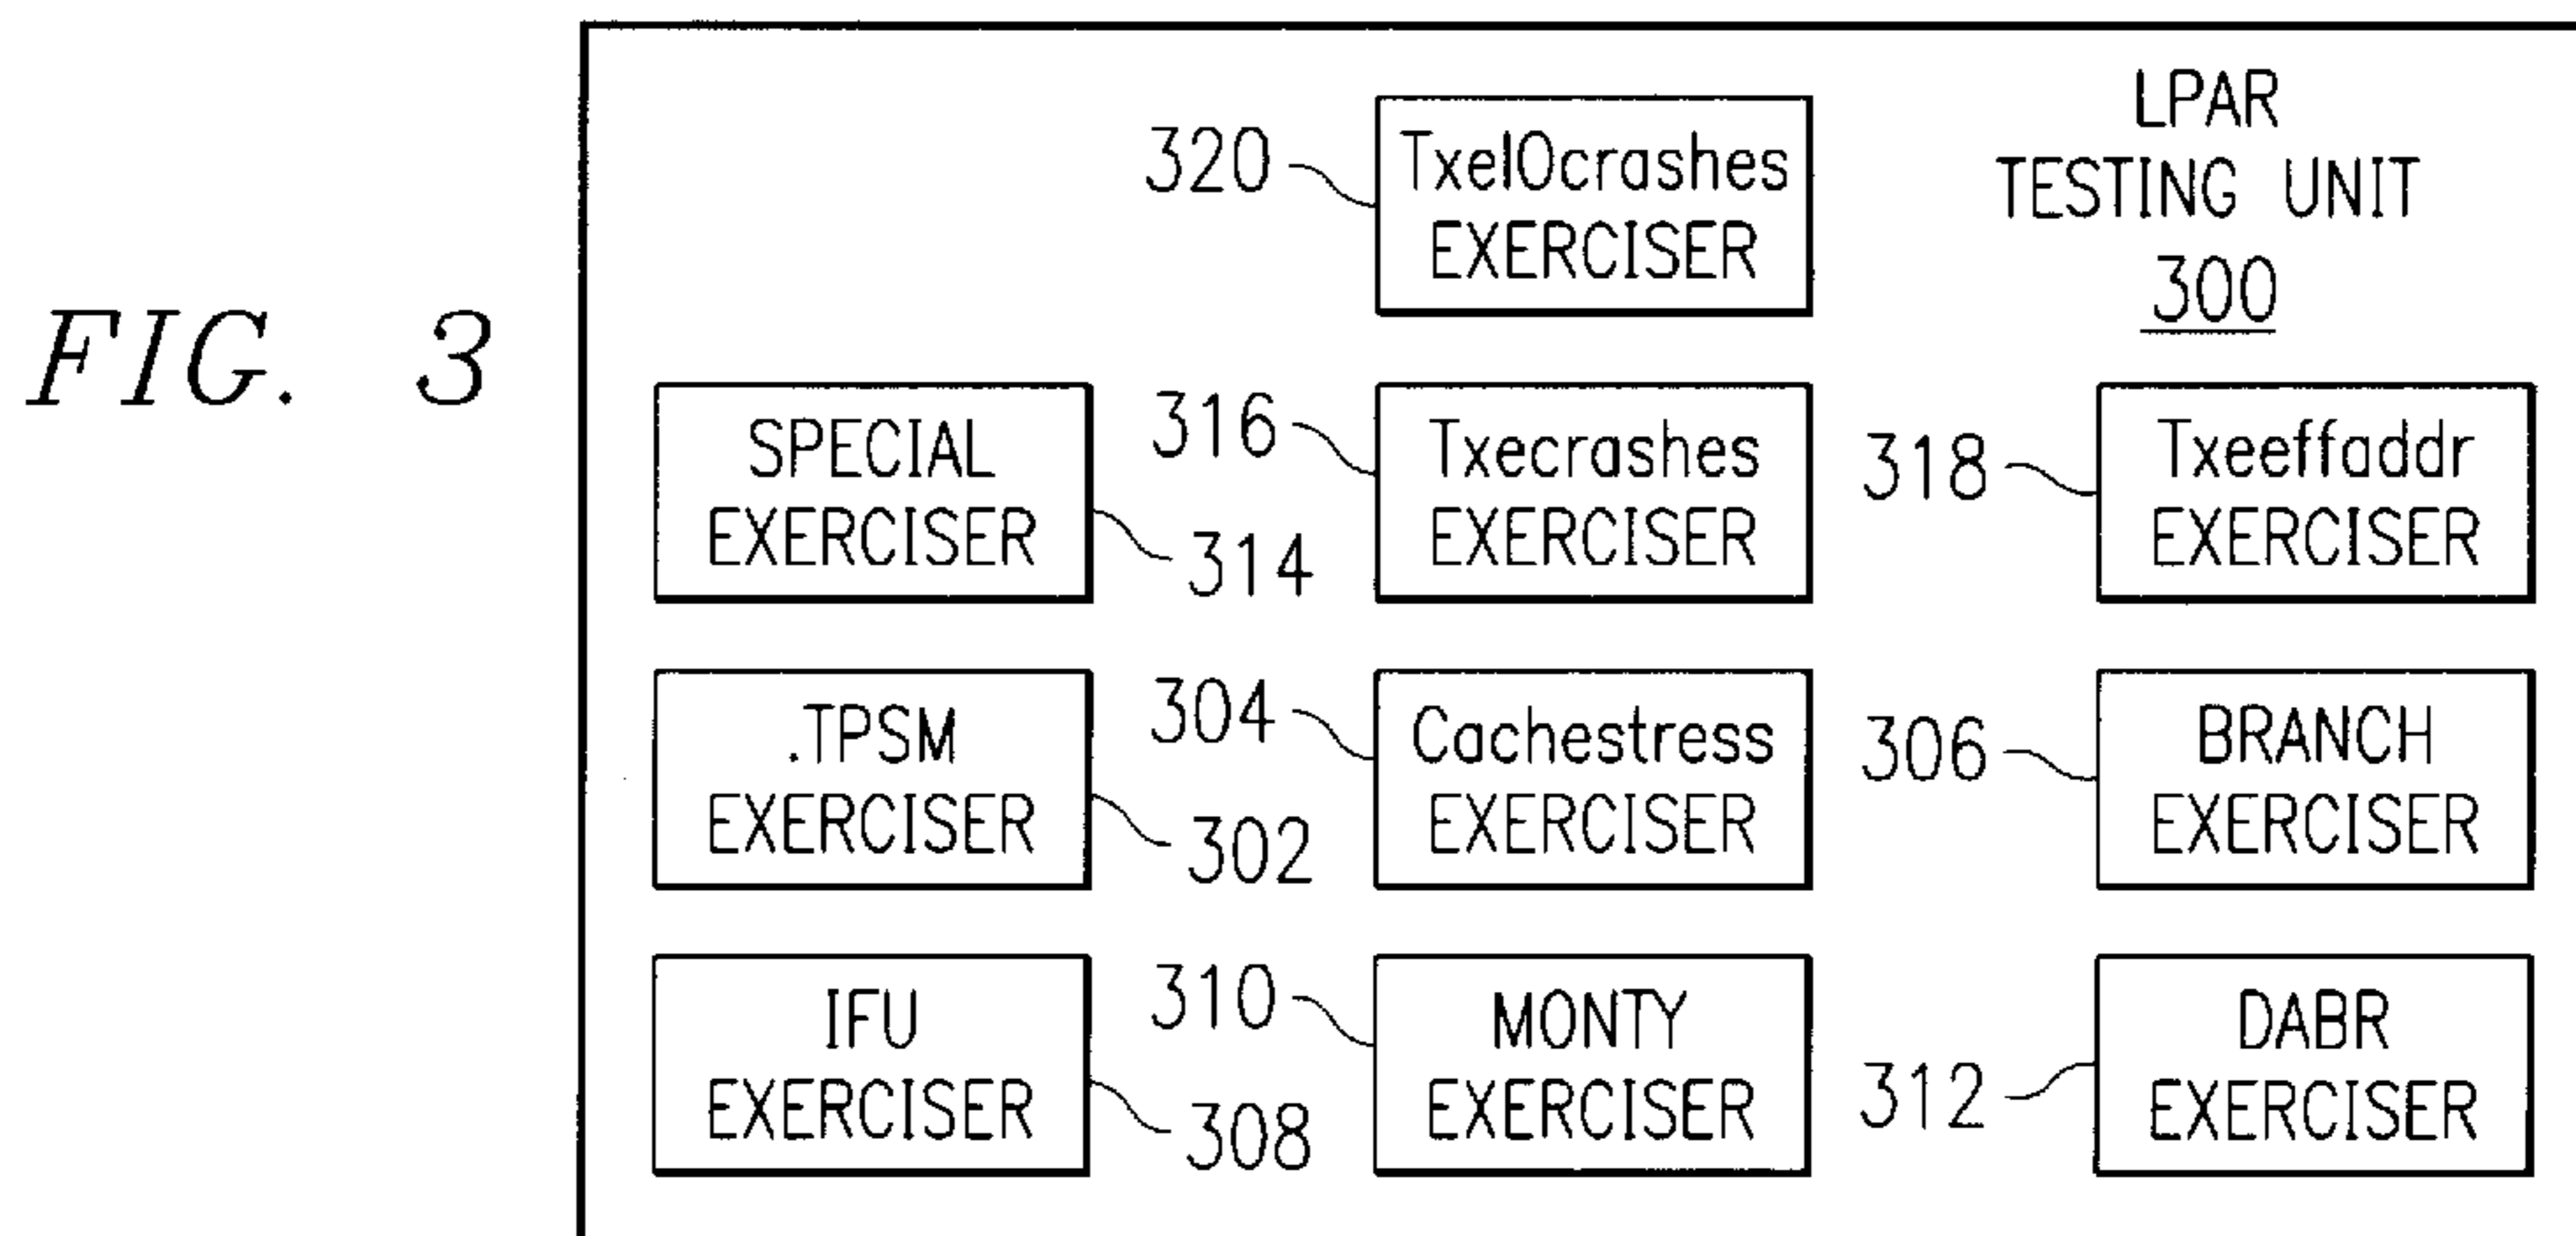 FIG. 3
LPAR
TESTING UNIT
300
320
Txel0crashes
EXERCISER
SPECIAL
EXERCISER
314
316
Txecrashes
EXERCISER
318
Txeeffaddr
EXERCISER
.TPSM
EXERCISER
302
304
Cachestress
EXERCISER
306
BRANCH
EXERCISER
IFU
EXERCISER
308
310
MONTY
EXERCISER
312
DABR
EXERCISER